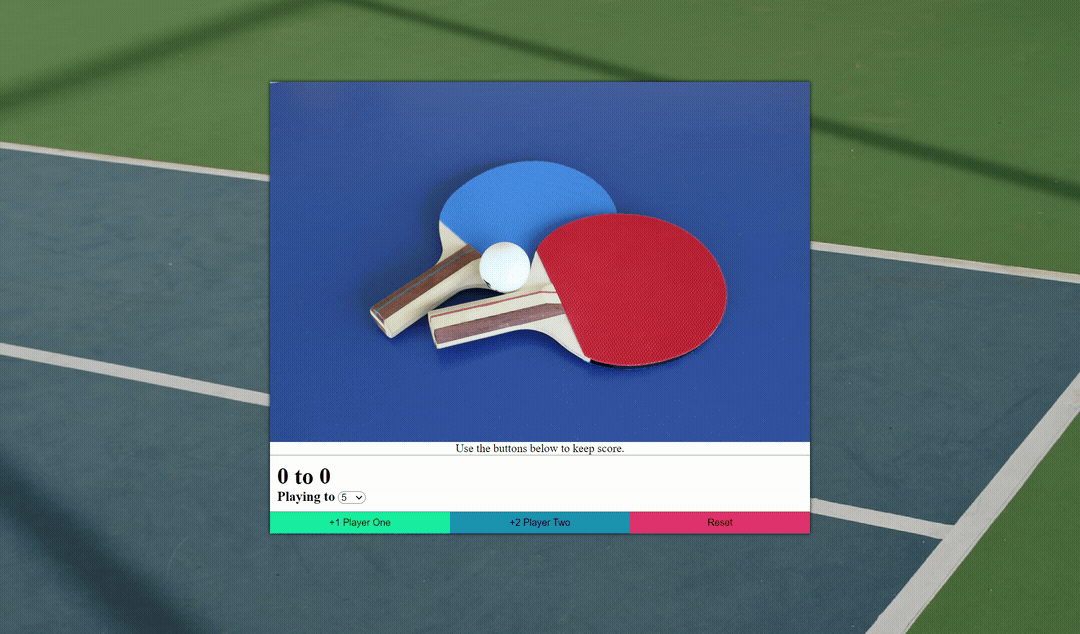 Use the buttons below to keep score.
0 to 0
Playing to 5
+1 Player One +2 Player Two Reset